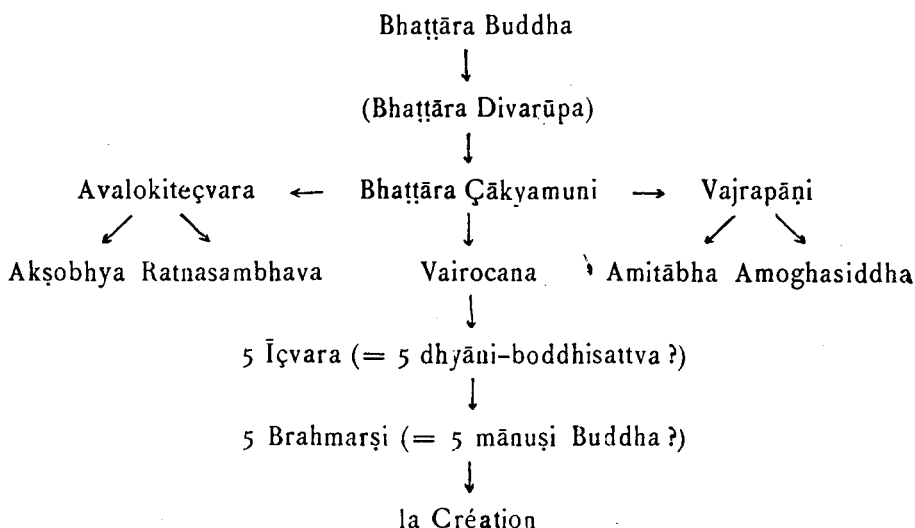 Bhaṭṭāra Buddha
↓
(Bhaṭṭāra Divarūpa)
↓
Avalokiteçvara ← Bhaṭṭāra Çākyamuni → Vajrapāṇi
↙ ↘ ↓ ↙ ↘
Akṣobhya Ratnasambhava Vairocana Amitābha Amoghasiddha
↓
5 Īçvara (= 5 dhyāni-boddhisattva ?)
↓
5 Brahmarṣi (= 5 mānuṣi Buddha ?)
↓
la Création